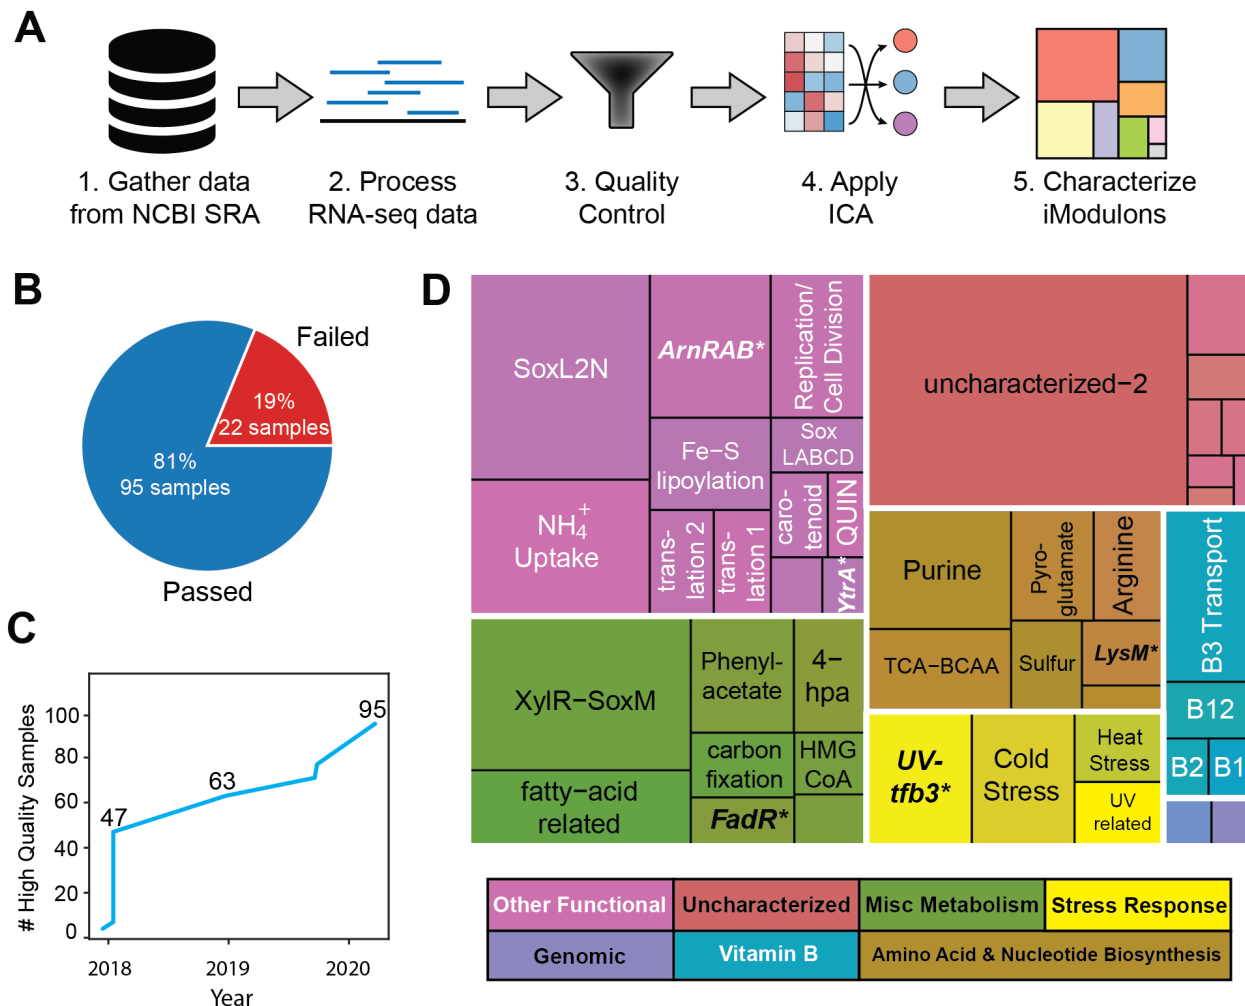 A
1. Gather data
from NCBI SRA
2. Process
RNA-seq data
3. Quality
Control
4. Apply
ICA
5. Characterize
iModulons
B
Failed
19%
22 samples
81%
95 samples
Passed
C
# High Quality Samples
100
80
60
40
20
0
47
63
95
2018
2019
2020
Year
D
SoxL2N
ArnRAB*
Replication/
Cell Division
NH4+
Uptake
Fe−S
lipoylation
Sox
LABCD
trans-
lation 2
trans-
lation 1
caro-
tenoid
QUIN
YtrA*
uncharacterized−2
XylR−SoxM
Phenyl-
acetate
4−
hpa
fatty−acid
related
carbon
fixation
HMG
CoA
FadR*
Purine
Pyro-
glutamate
Arginine
TCA−BCAA
Sulfur
LysM*
B3 Transport
B12
B2
B1
UV-
tfb3*
Cold
Stress
Heat
Stress
UV
related
Other Functional
Uncharacterized
Misc Metabolism
Stress Response
Genomic
Vitamin B
Amino Acid & Nucleotide Biosynthesis